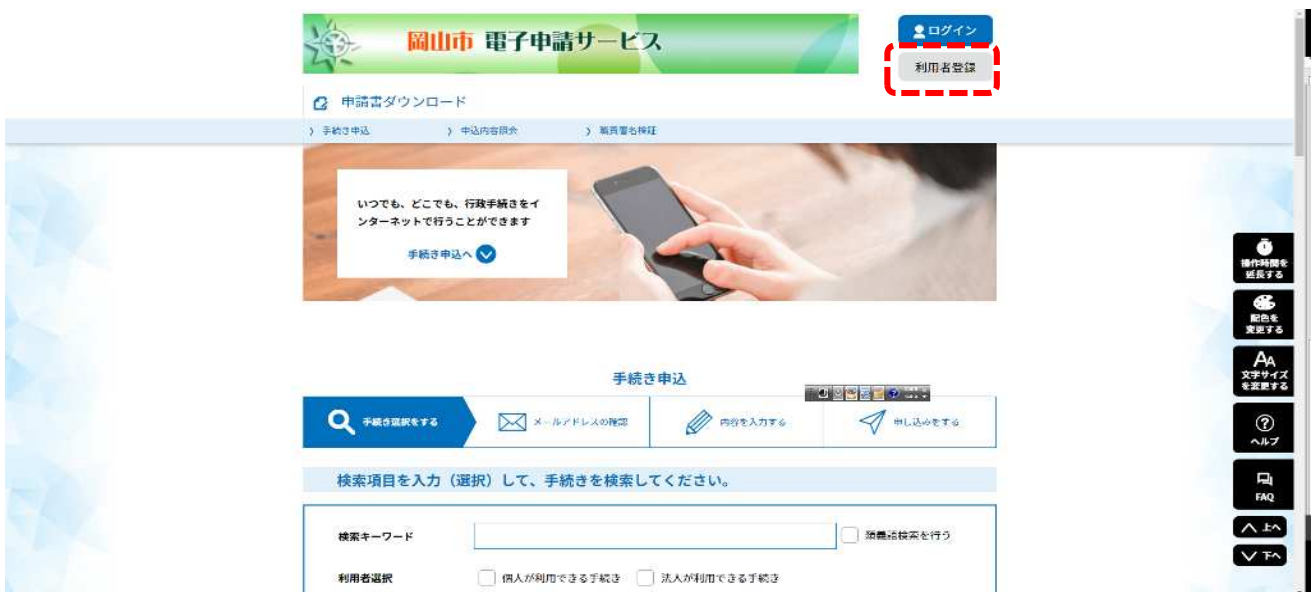 岡山市 電子申請サービス
ログイン
利用者登録
申請書ダウンロード
手続き申込
申込内容照会
職責署名検証
いつでも、どこでも、行政手続きをイ
ンターネットで行うことができます
手続き申込へ
操作時間を
延長する
配色を
変更する
AA
文字サイズ
を変更する
ヘルプ
FAQ
上へ
下へ
手続き申込
手続き選択をする
メールアドレスの確認
内容を入力する
申し込みをする
検索項目を入力（選択）して、手続きを検索してください。
検索キーワード
類義語検索を行う
利用者選択
個人が利用できる手続き
法人が利用できる手続き